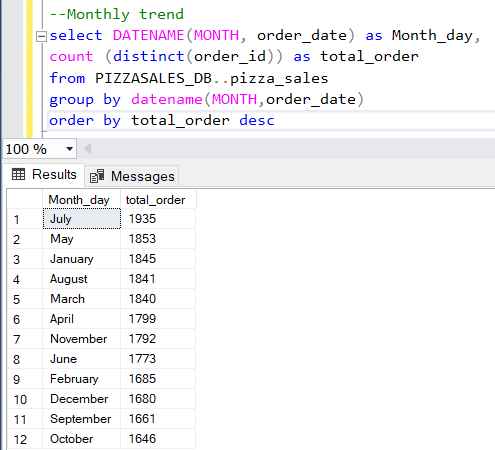 --Monthly trend
select DATENAME(MONTH, order_date) as Month_day,
count (distinct(order_id)) as total_order
from PIZZASALES_DB..pizza_sales
group by datename(MONTH,order_date)
order by total_order desc
100 %
Results Messages
Month_day total_order
1 July 1935
2 May 1853
3 January 1845
4 August 1841
5 March 1840
6 April 1799
7 November 1792
8 June 1773
9 February 1685
10 December 1680
11 September 1661
12 October 1646